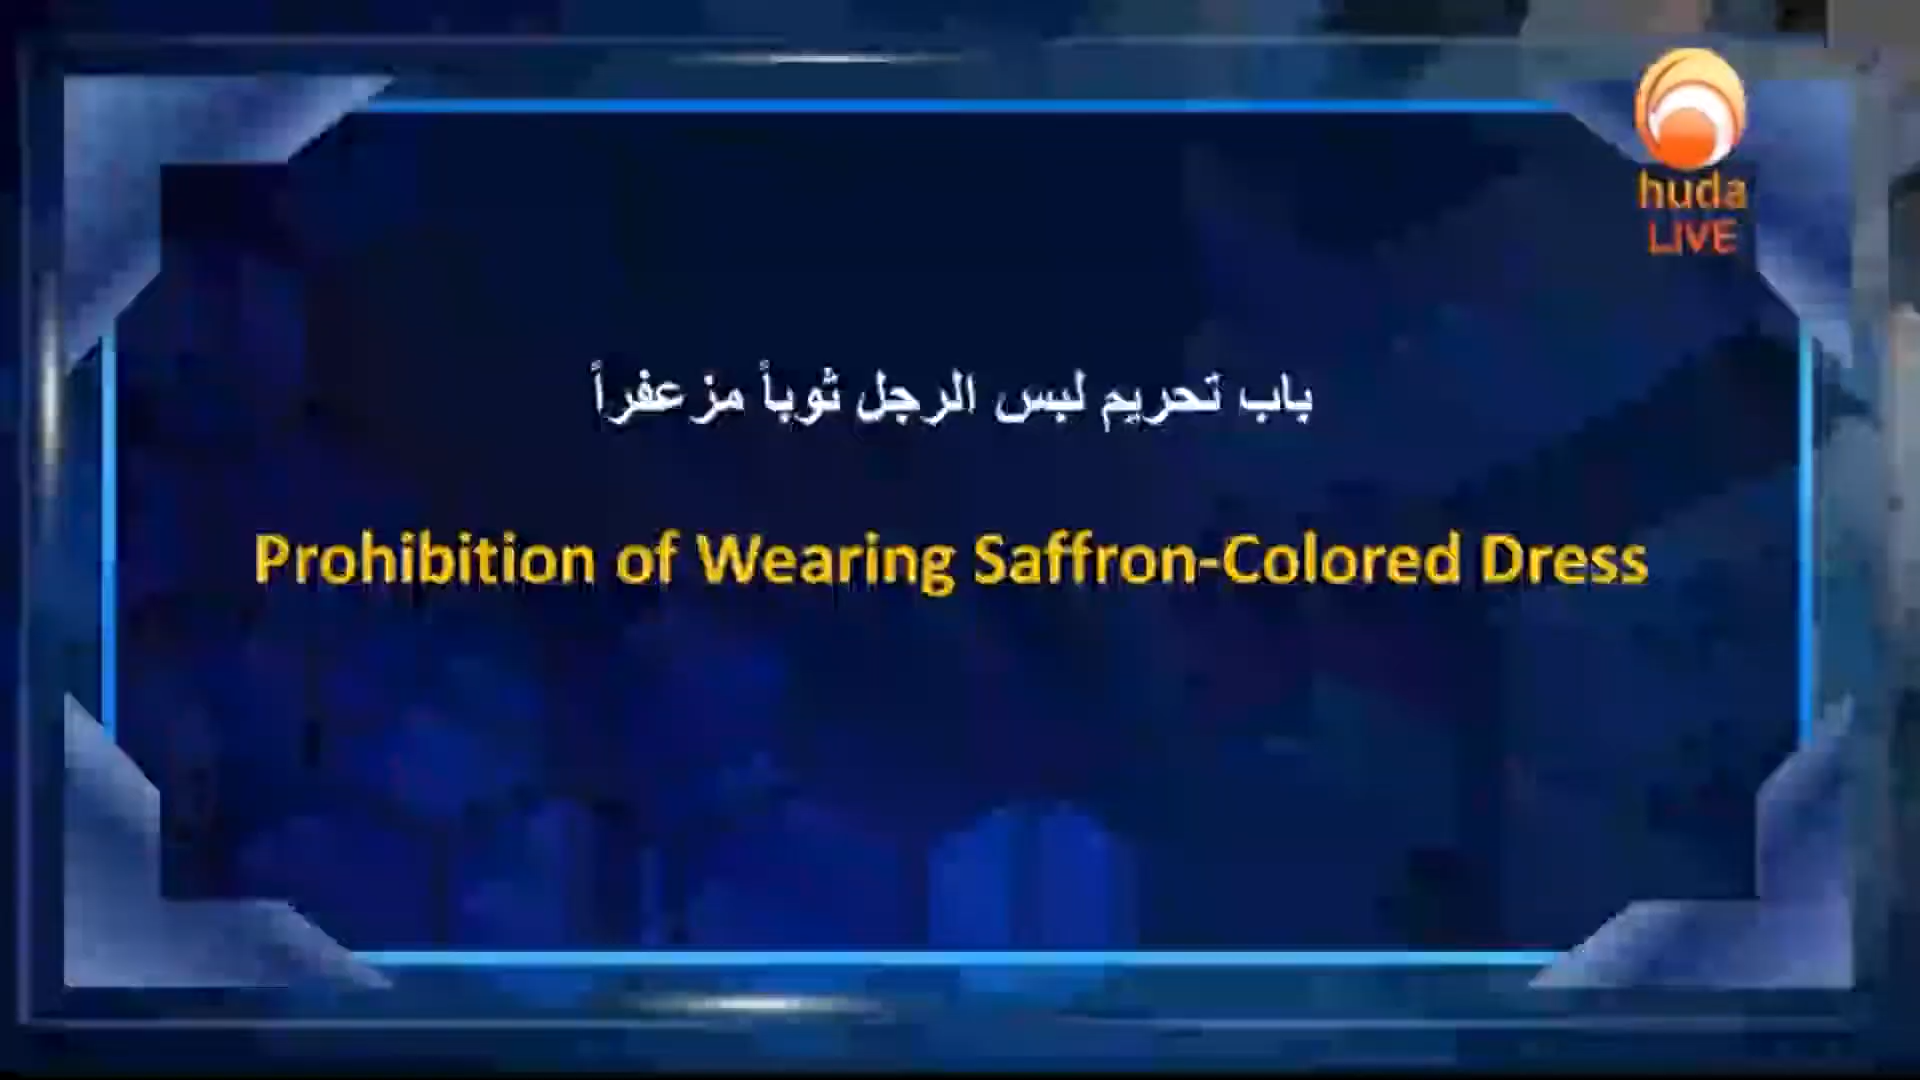 huda
LIVE
باب تحريم لبس الرجل ثوباً مزعفراً
Prohibition of Wearing Saffron-Colored Dress